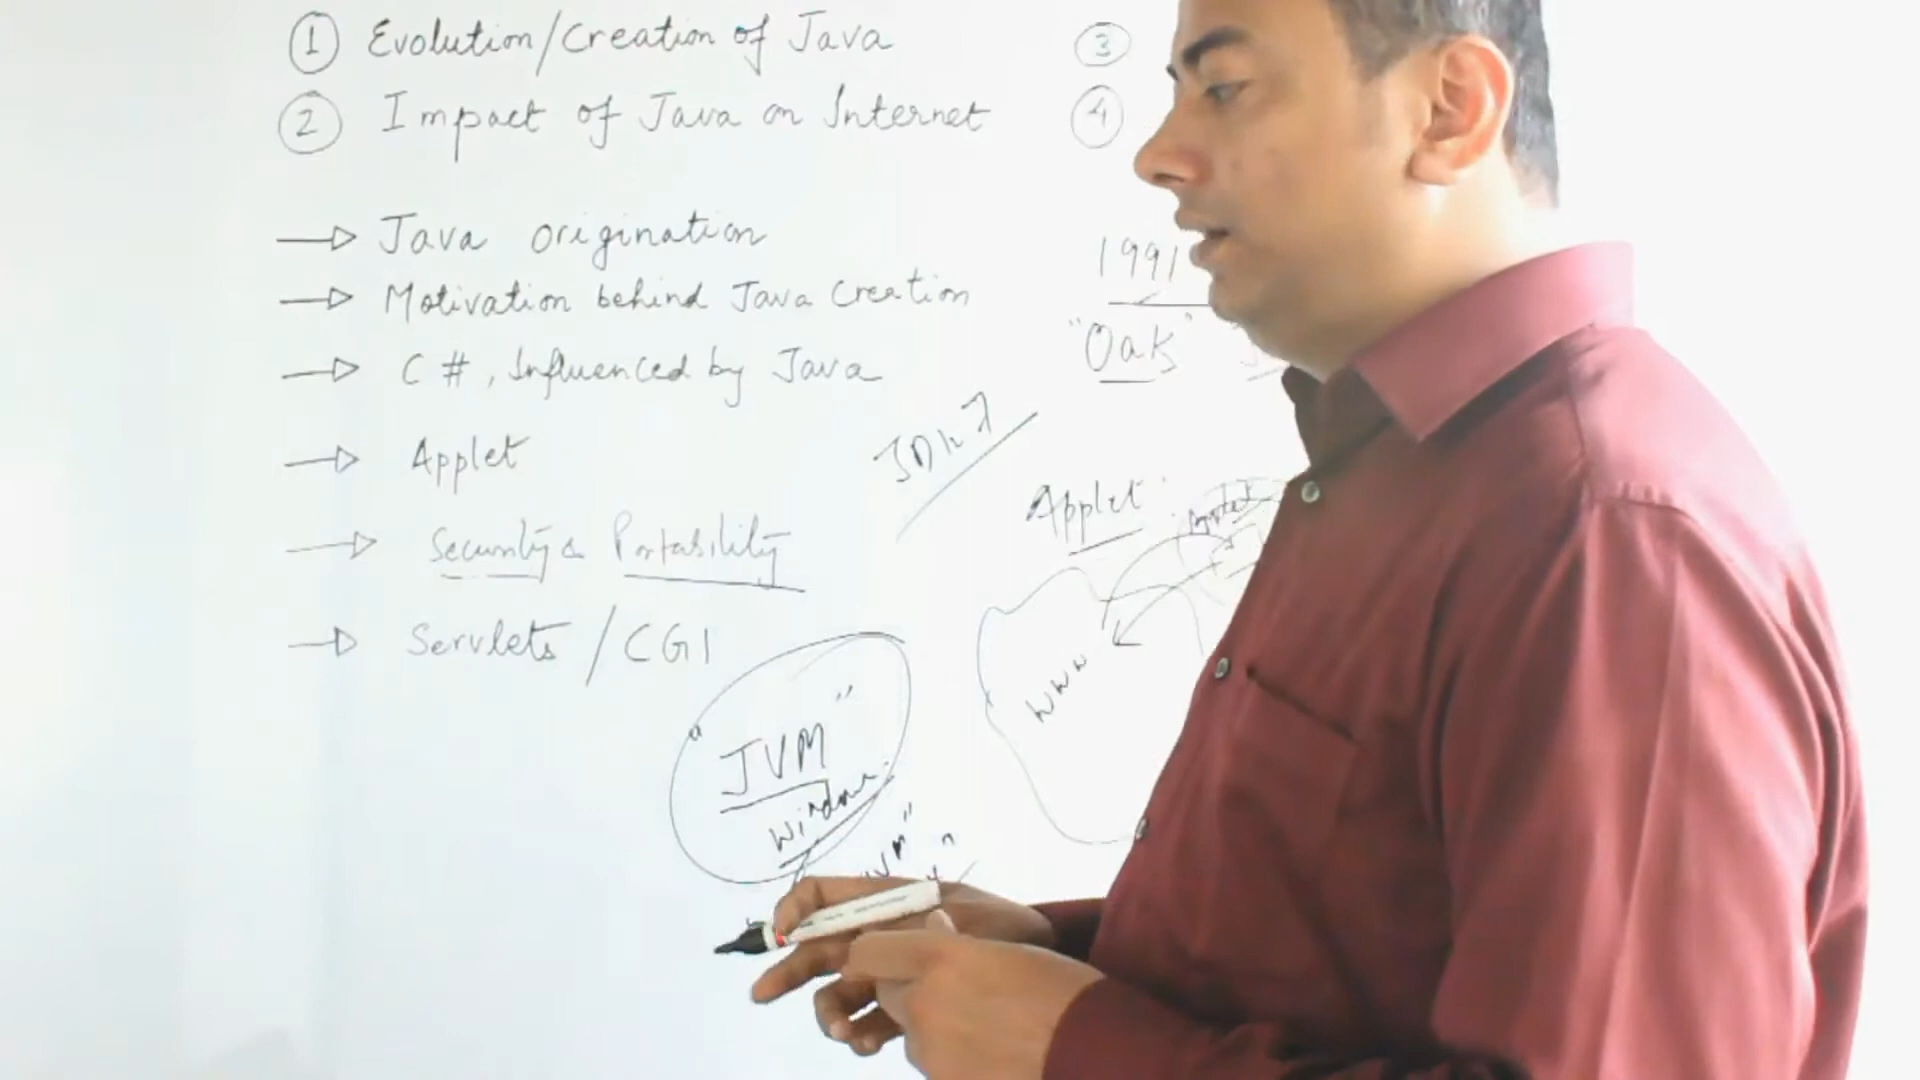 ① Evolution/Creation of Java
② Impact of Java on Internet
③
④
→ Java origination
→ Motivation behind Java Creation
→ C#, Influenced by Java
→ Applet
→ Security & Portability
→ Servlets / CGI
1991
"Oak"
JDK 7
Applet :
www
"JVM"
Windows